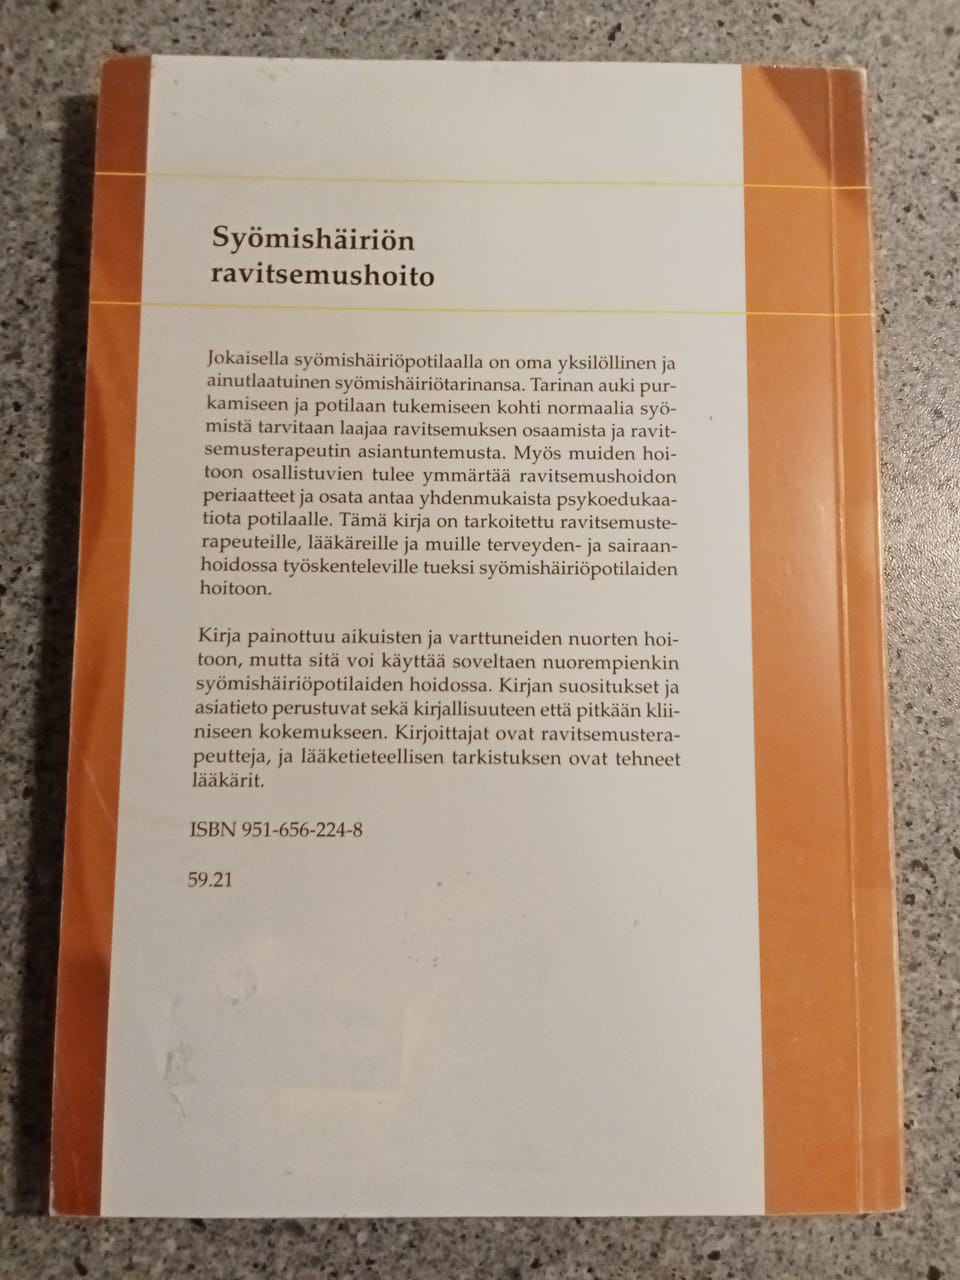 Syömishäiriön
ravitsemushoito
Jokaisella syömishäiriöpotilaalla on oma yksilöllinen ja
ainutlaatuinen syömishäiriötarinansa. Tarinan auki pur-
kamiseen ja potilaan tukemiseen kohti normaalia syö-
mistä tarvitaan laajaa ravitsemuksen osaamista ja ravit-
semusterapeutin asiantuntemusta. Myös muiden hoi-
toon osallistuvien tulee ymmärtää ravitsemushoidon
periaatteet ja osata antaa yhdenmukaista psykoedukaa-
tiota potilaalle. Tämä kirja on tarkoitettu ravitsemuste-
rapeuteille, lääkäreille ja muille terveyden- ja sairaan-
hoidossa työskenteleville tueksi syömishäiriöpotilaiden
hoitoon.
Kirja painottuu aikuisten ja varttuneiden nuorten hoi-
toon, mutta sitä voi käyttää soveltaen nuorempienkin
syömishäiriöpotilaiden hoidossa. Kirjan suositukset ja
asiatieto perustuvat sekä kirjallisuuteen että pitkään klii-
niseen kokemukseen. Kirjoittajat ovat ravitsemustera-
peutteja, ja lääketieteellisen tarkistuksen ovat tehneet
lääkärit.
ISBN 951-656-224-8
59.21